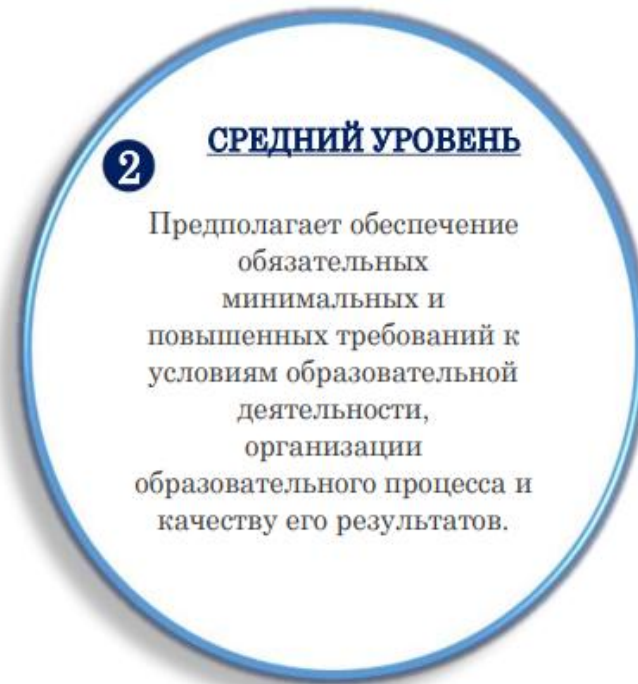 СРЕДНИЙ УРОВЕНЬ
2
Предполагает обеспечение
обязательных
минимальных и
повышенных требований к
условиям образовательной
деятельности,
организации
образовательного процесса и
качеству его результатов.